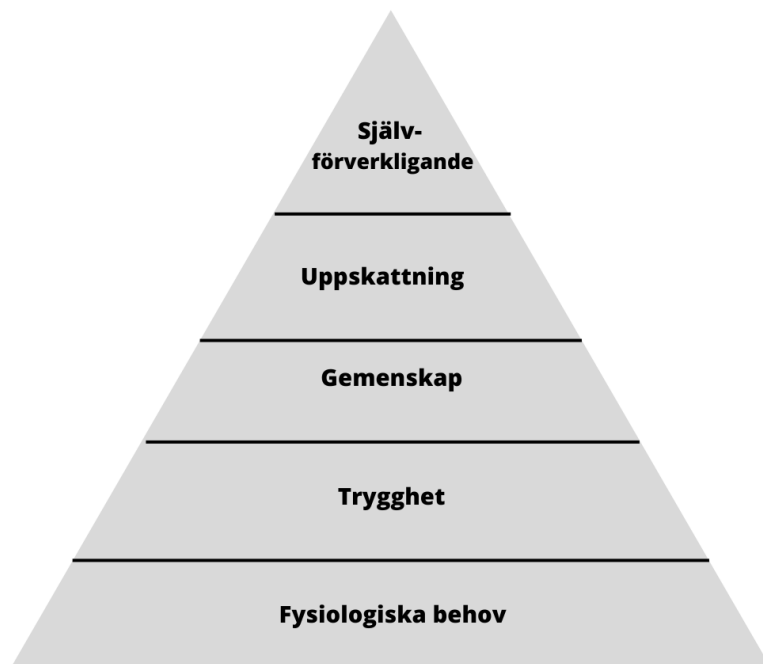 Själv-
förverkligande
Uppskattning
Gemenskap
Trygghet
Fysiologiska behov